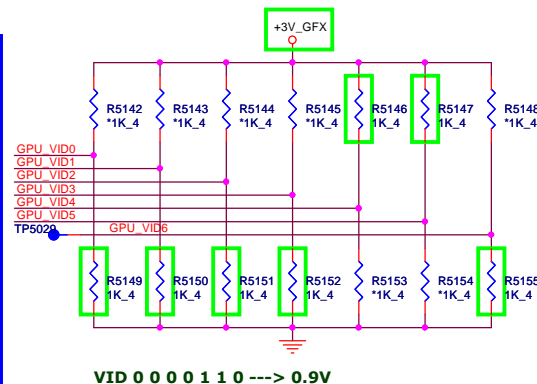 +3V_GFX
R5142 R5143 R5144 R5145 R5146 R5147 R5148
*1K_4 *1K_4 *1K_4 *1K_4 1K_4 1K_4 *1K_4
GPU_VID0
GPU_VID1
GPU_VID2
GPU_VID3
GPU_VID4
GPU_VID5
TP5029 GPU_VID6
R5149 R5150 R5151 R5152 R5153 R5154 R5155
1K_4 1K_4 1K_4 1K_4 *1K_4 *1K_4 1K_4
VID 0 0 0 0 1 1 0 ---> 0.9V